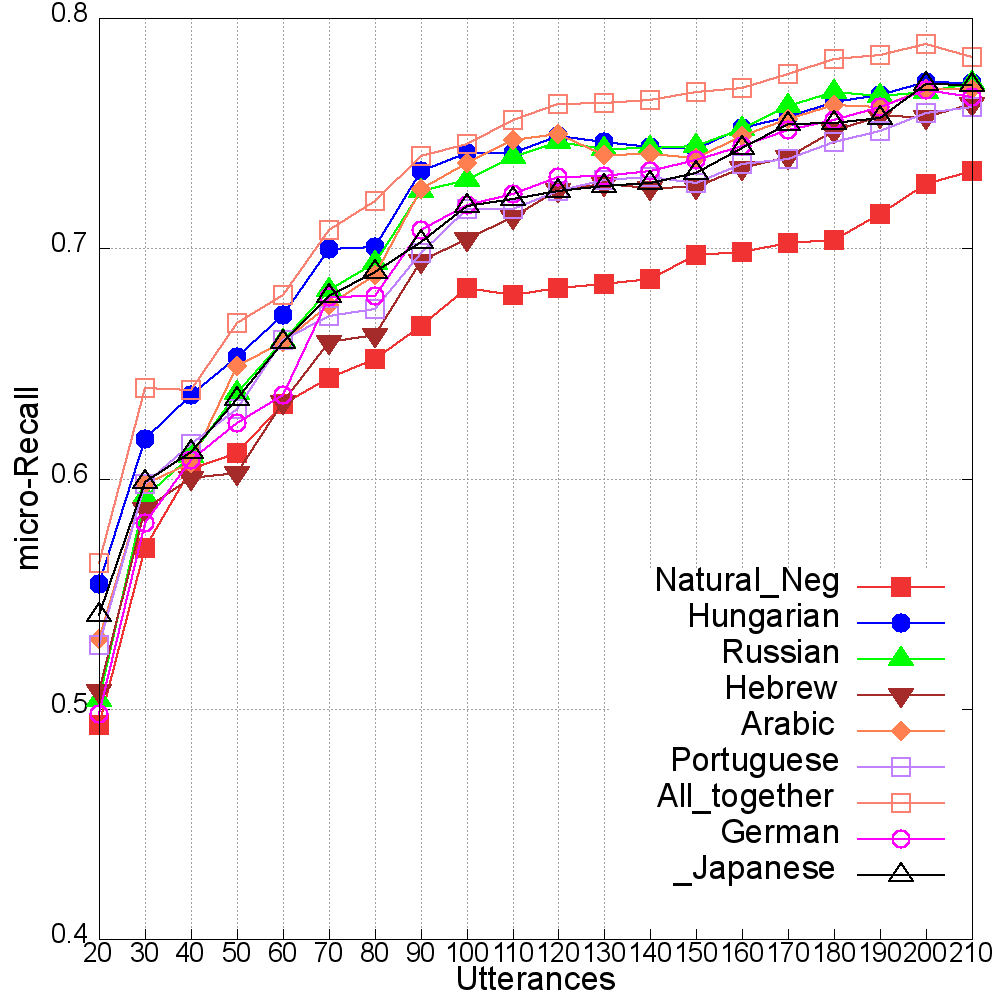 0.8
0.7
0.6
0.5
0.4
micro-Recall
Natural_Neg
Hungarian
Russian
Hebrew
Arabic
Portuguese
All_together
German
_Japanese
20 30 40 50 60 70 80 90 100 110 120 130 140 150 160 170 180 190 200 210
Utterances